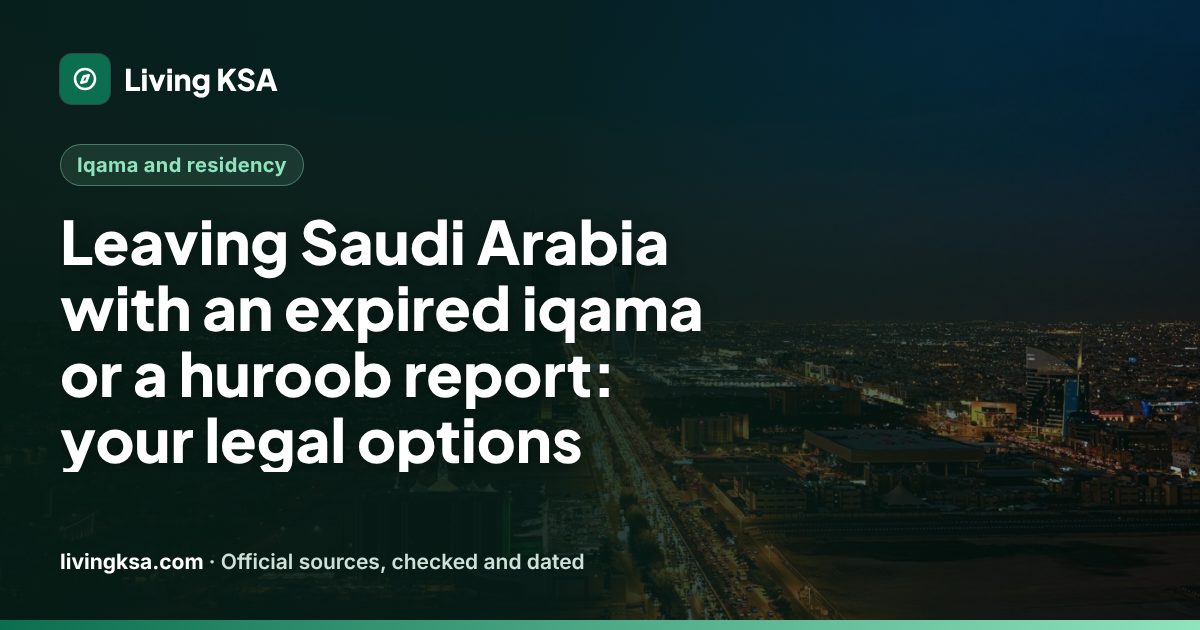 Living KSA
Iqama and residency
Leaving Saudi Arabia
with an expired iqama
or a huroob report:
your legal options
livingksa.com · Official sources, checked and dated